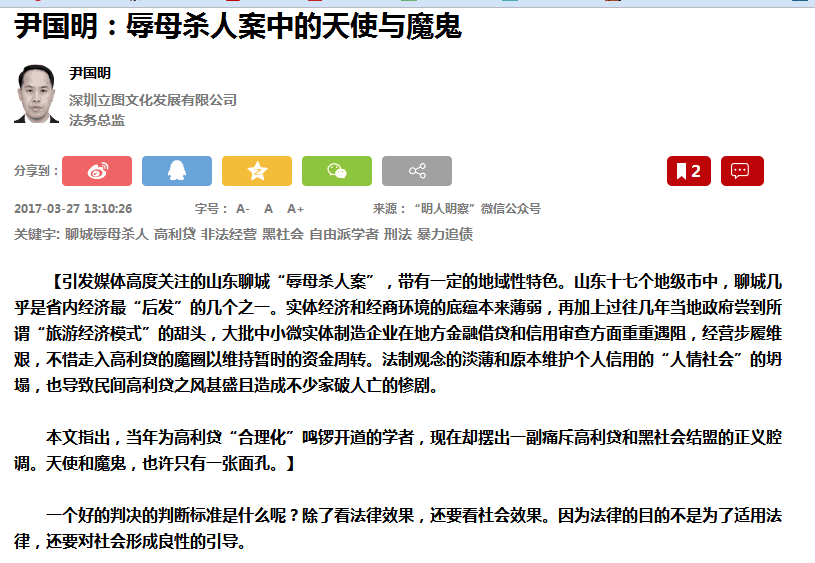 尹国明：辱母杀人案中的天使与魔鬼
尹国明
深圳立图文化发展有限公司
法务总监
分享到：
2
2017-03-27 13:10:26 字号： A- A A+ 来源：“明人明察”微信公众号
关键字: 聊城辱母杀人 高利贷 非法经营 黑社会 自由派学者 刑法 暴力追债
【引发媒体高度关注的山东聊城“辱母杀人案”，带有一定的地域性特色。山东十七个地级市中，聊城几
乎是省内经济最“后发”的几个之一。实体经济和经商环境的底蕴本来薄弱，再加上过往几年当地政府尝到所
谓“旅游经济模式”的甜头，大批中小微实体制造企业在地方金融借贷和信用审查方面重重遇阻，经营步履维
艰，不惜走入高利贷的魔圈以维持暂时的资金周转。法制观念的淡薄和原本维护个人信用的“人情社会”的坍
塌，也导致民间高利贷之风甚盛且造成不少家破人亡的惨剧。
本文指出，当年为高利贷“合理化”鸣锣开道的学者，现在却摆出一副痛斥高利贷和黑社会结盟的正义腔
调。天使和魔鬼，也许只有一张面孔。】
一个好的判决的判断标准是什么呢？除了看法律效果，还要看社会效果。因为法律的目的不是为了适用法
律，还要对社会形成良性的引导。